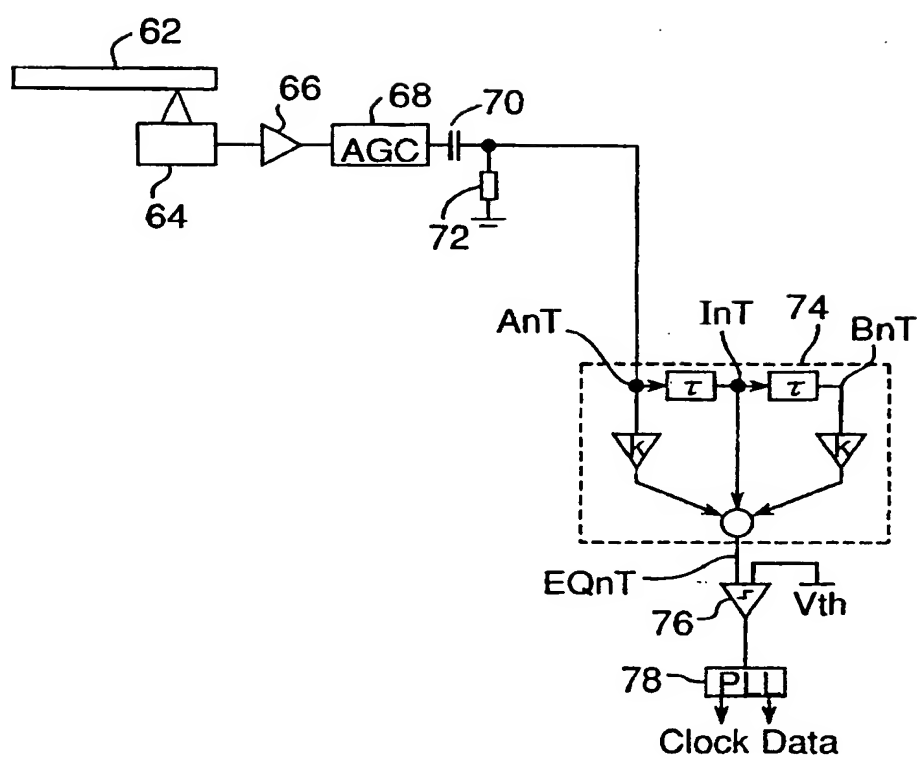 62
66
68
70
AGC
64
72
AnT
InT
74
BnT
τ
τ
K
K
EQnT
76
Vth
78
PLL
Clock Data